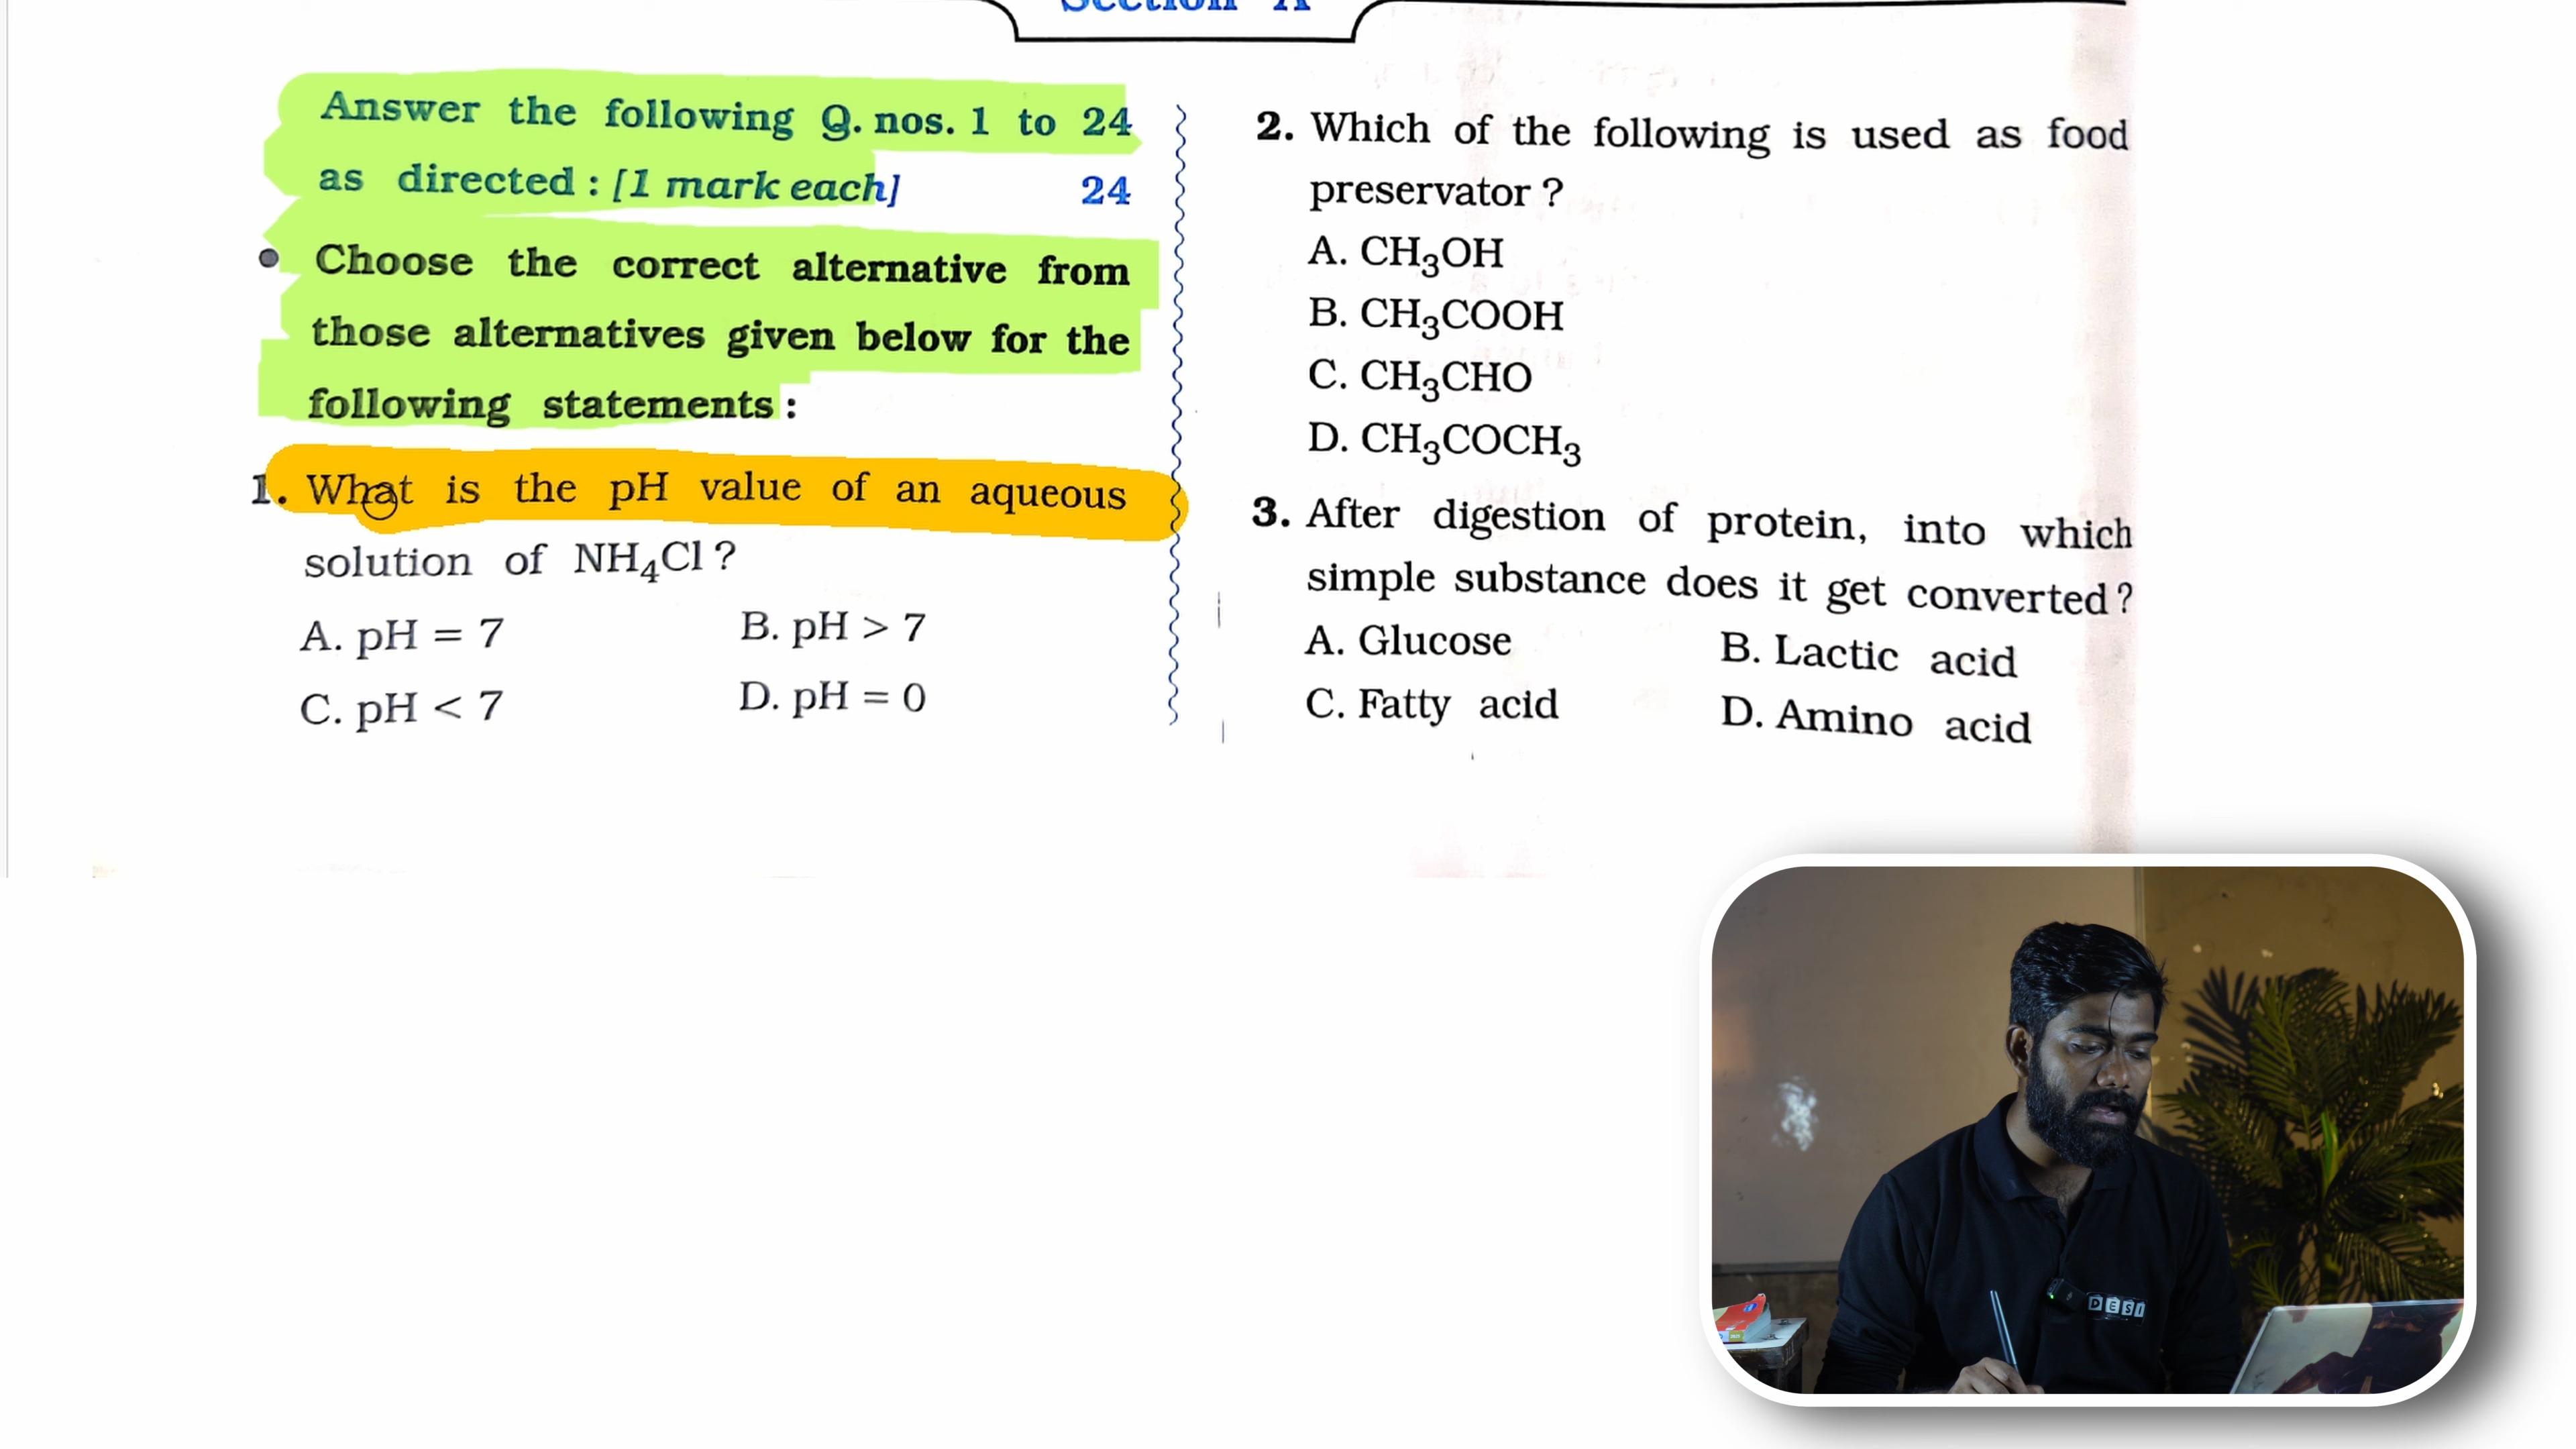 Section A
Answer the following Q. nos. 1 to 24
as directed : [1 mark each] 24
• Choose the correct alternative from
those alternatives given below for the
following statements :
1. What is the pH value of an aqueous
solution of NH₄Cl ?
A. pH = 7 B. pH > 7
C. pH < 7 D. pH = 0
2. Which of the following is used as food
preservator ?
A. CH₃OH
B. CH₃COOH
C. CH₃CHO
D. CH₃COCH₃
3. After digestion of protein, into which
simple substance does it get converted ?
A. Glucose B. Lactic acid
C. Fatty acid D. Amino acid
DESI